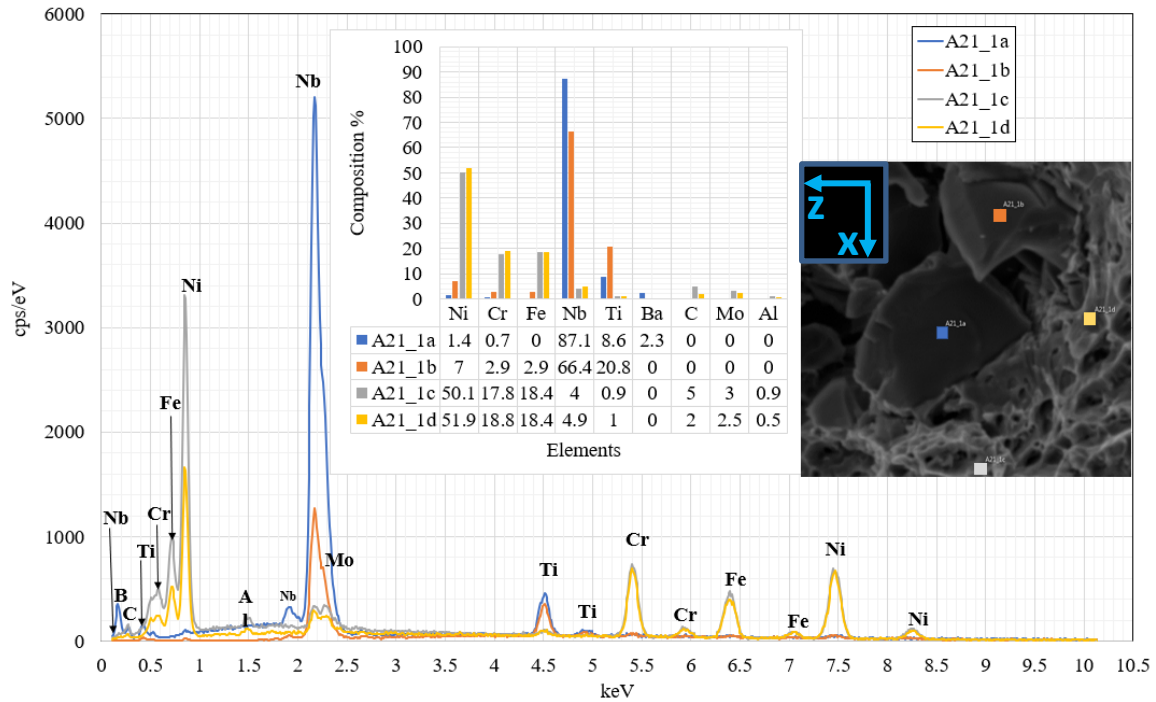 6000
5000
4000
3000
2000
1000
0
cps/eV
0 0.5 1 1.5 2 2.5 3 3.5 4 4.5 5 5.5 6 6.5 7 7.5 8 8.5 9 9.5 10 10.5
keV
Nb
B
Ti
C
Cr
Fe
Ni
A
l
Nb
Nb
Mo
Ti
Ti
Cr
Cr
Fe
Fe
Ni
Ni
100
90
80
70
60
50
40
30
20
10
0
Composition %
Ni Cr Fe Nb Ti Ba C Mo Al
A21_1a 1.4 0.7 0 87.1 8.6 2.3 0 0 0
A21_1b 7 2.9 2.9 66.4 20.8 0 0 0 0
A21_1c 50.1 17.8 18.4 4 0.9 0 5 3 0.9
A21_1d 51.9 18.8 18.4 4.9 1 0 2 2.5 0.5
Elements
A21_1a
A21_1b
A21_1c
A21_1d
Z
X
A21_1b
A21_1d
A21_1a
A21_1c